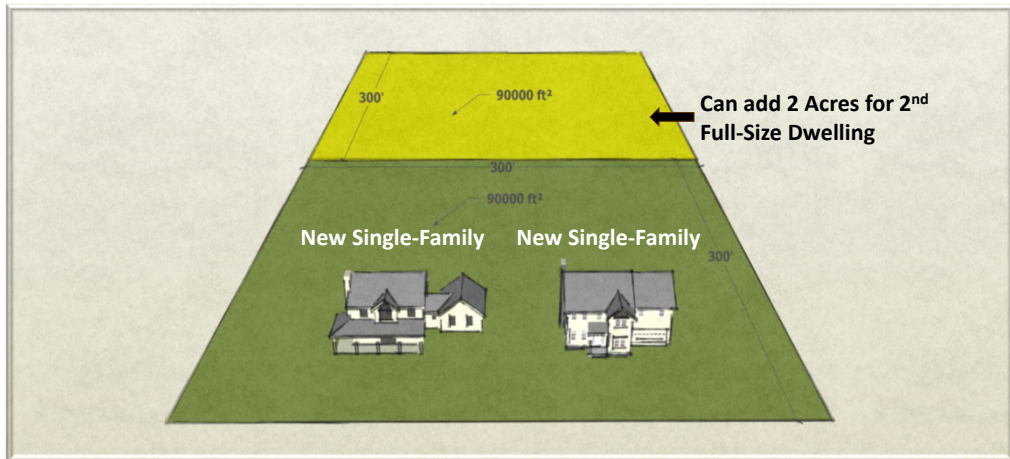 300'
90000 ft²
Can add 2 Acres for 2nd
Full-Size Dwelling
300'
90000 ft²
New Single-Family
New Single-Family
300'